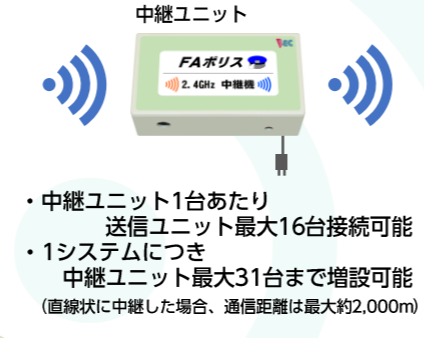 中継ユニット
Tec
FAポリス
2.4GHz 中継機
・中継ユニット1台あたり
送信ユニット最大16台接続可能
・1システムにつき
中継ユニット最大31台まで増設可能
(直線状に中継した場合、通信距離は最大約2,000m)